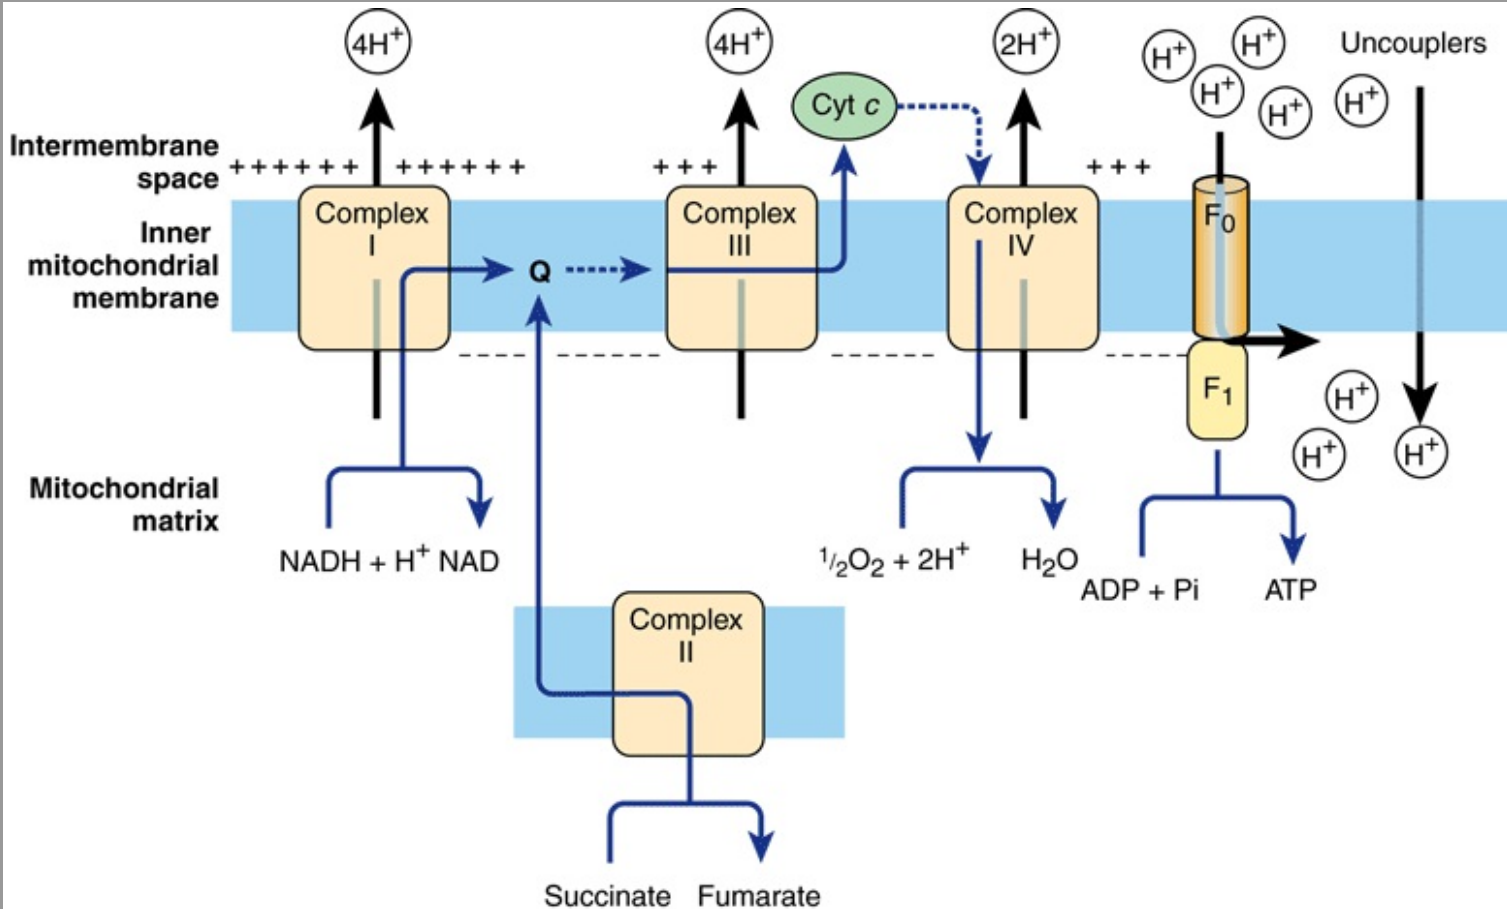 4H⁺
4H⁺
2H⁺
H⁺
H⁺
H⁺
H⁺
H⁺
Uncouplers
Cyt c
Intermembrane
space
+ + + + + +
+ + + + + +
+ + +
+ + +
Inner
mitochondrial
membrane
Complex
I
Q
Complex
III
Complex
IV
F₀
F₁
H⁺
H⁺
H⁺
Mitochondrial
matrix
NADH + H⁺ NAD
½O₂ + 2H⁺
H₂O
ADP + Pi
ATP
Complex
II
Succinate
Fumarate